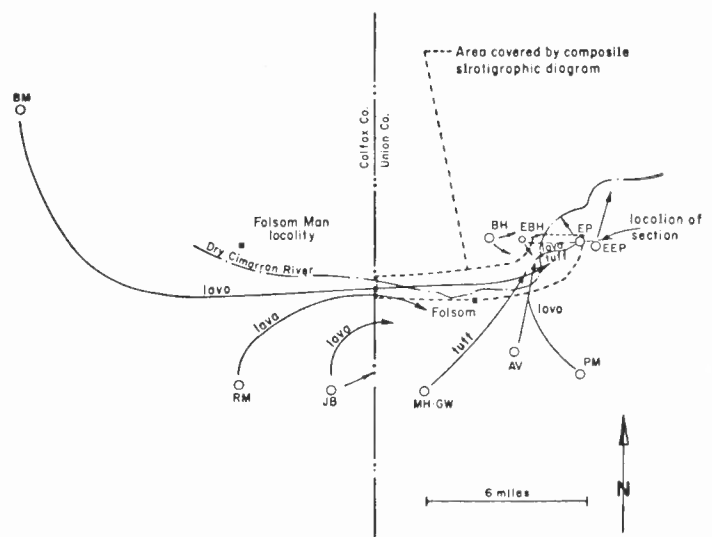 Area covered by composite
stratigraphic diagram
BM
Colfax Co.
Union Co.
Folsom Man
locality
BH
EBH
EP
EEP
location of
section
lava
tuff
Dry Cimarron River
lava
lava
lava
Folsom
tuff
lava
RM
JB
MH·GW
AV
PM
6 miles
N